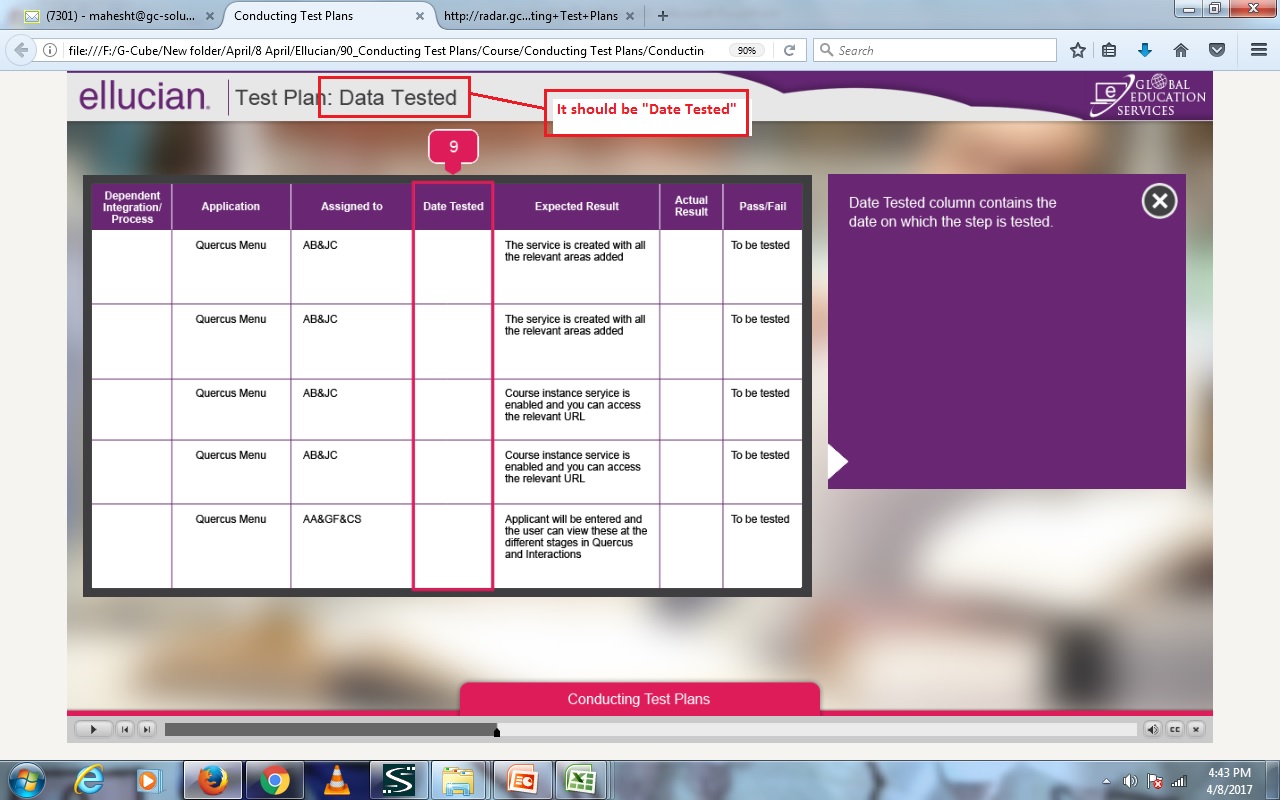 (7301) - mahesht@gc-solu...
Conducting Test Plans
http://radar.gc...ting+Test+Plans
file:///F:/G-Cube/New folder/April/8 April/Ellucian/90_Conducting Test Plans/Course/Conducting Test Plans/Conductin
90%
Search
ellucian.
Test Plan: Data Tested
It should be "Date Tested"
e
GLOBAL
EDUCATION
SERVICES
9
Dependent Integration/ Process
Application
Assigned to
Date Tested
Expected Result
Actual Result
Pass/Fail
Quercus Menu
AB&JC
The service is created with all
the relevant areas added
To be tested
Quercus Menu
AB&JC
The service is created with all
the relevant areas added
To be tested
Quercus Menu
AB&JC
Course instance service is
enabled and you can access
the relevant URL
To be tested
Quercus Menu
AB&JC
Course instance service is
enabled and you can access
the relevant URL
To be tested
Quercus Menu
AA&GF&CS
Applicant will be entered and
the user can view these at the
different stages in Quercus
and Interactions
To be tested
Date Tested column contains the
date on which the step is tested.
Conducting Test Plans
CC
4:43 PM
4/8/2017